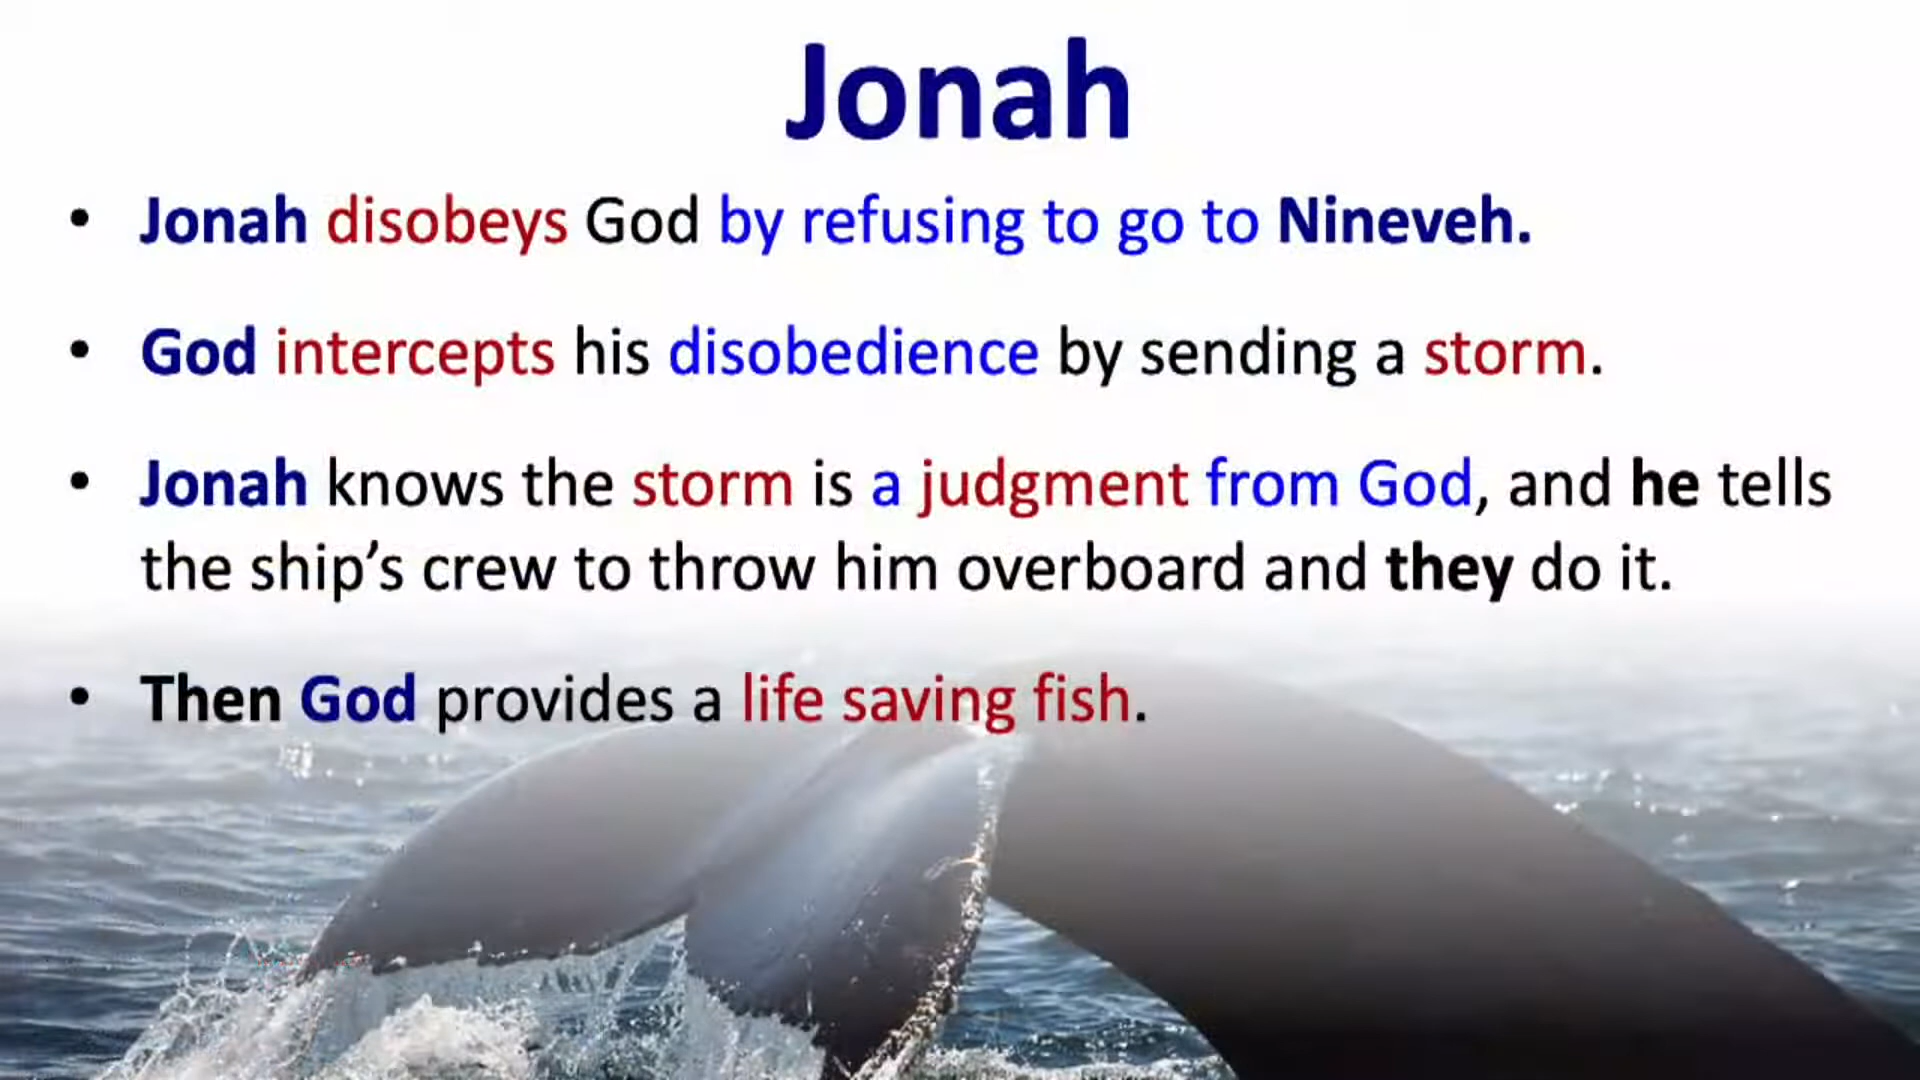 Jonah
• Jonah disobeys God by refusing to go to Nineveh.
• God intercepts his disobedience by sending a storm.
• Jonah knows the storm is a judgment from God, and he tells
the ship’s crew to throw him overboard and they do it.
• Then God provides a life saving fish.